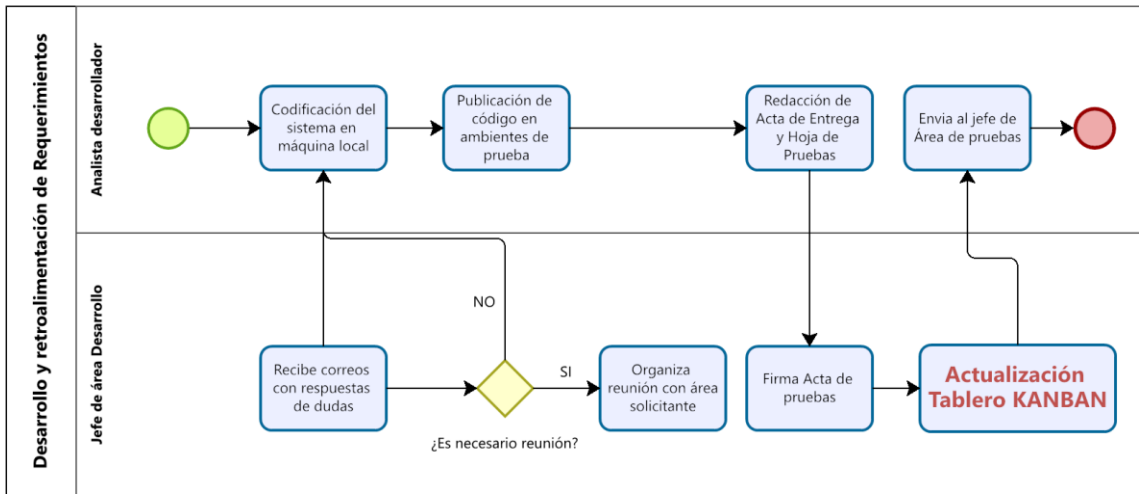 Desarrollo y retroalimentación de Requerimientos
Analista desarrollador
Codificación del
sistema en
máquina local
Publicación de
código en
ambientes de
prueba
Redacción de
Acta de Entrega
y Hoja de
Pruebas
Envia al jefe de
Área de pruebas
Jefe de área Desarrollo
NO
Recibe correos
con respuestas
de dudas
¿Es necesario reunión?
SI
Organiza
reunión con área
solicitante
Firma Acta de
pruebas
Actualización
Tablero KANBAN